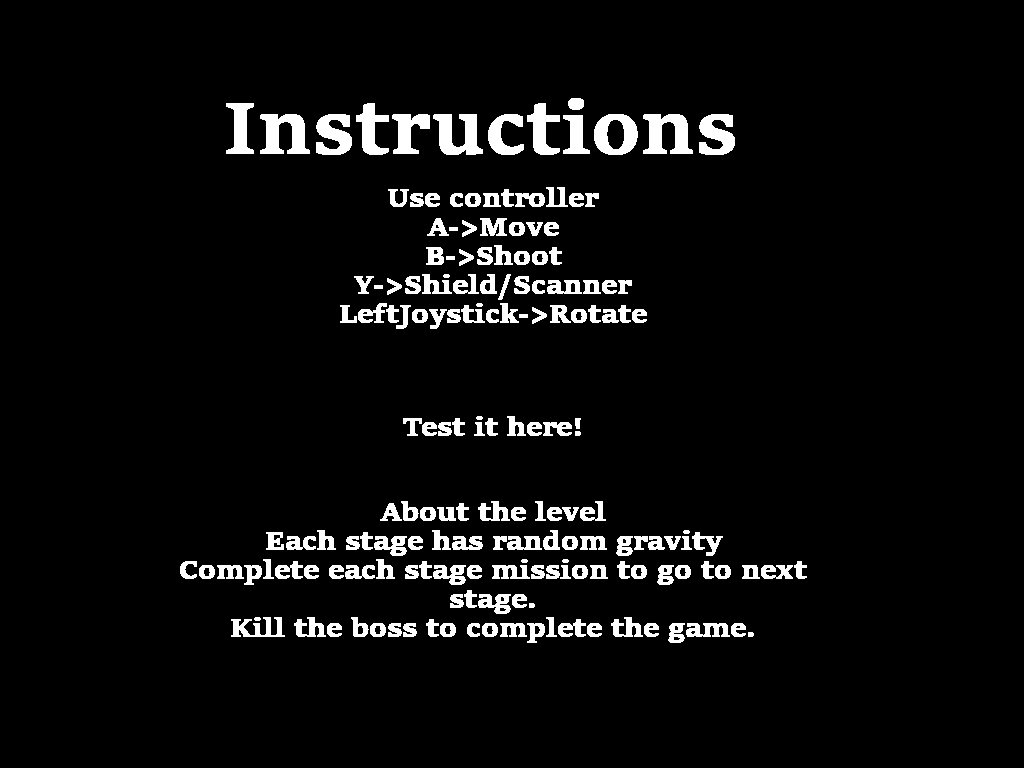 Instructions
Use controller
A->Move
B->Shoot
Y->Shield/Scanner
LeftJoystick->Rotate
Test it here!
About the level
Each stage has random gravity
Complete each stage mission to go to next
stage.
Kill the boss to complete the game.